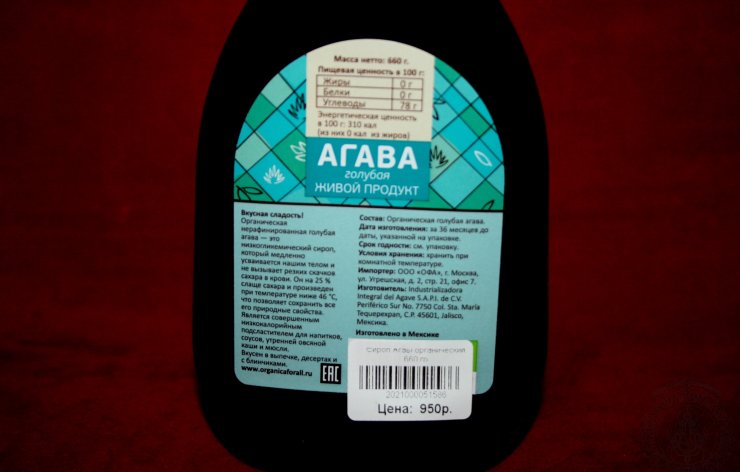 Масса нетто: 660 г.
Пищевая ценность в 100 г:
Жиры 0 г
Белки 0 г
Углеводы 78 г
Энергетическая ценность
в 100 г: 310 кал
(из них 0 кал из жиров)
АГАВА
голубая
ЖИВОЙ ПРОДУКТ
Вкусная сладость!
Органическая
нерафинированная голубая
агава — это
низкогликемический сироп,
который медленно
усваивается нашим телом и
не вызывает резких скачков
сахара в крови. Он на 25 %
слаще сахара и произведен
при температуре ниже 46 °C,
что позволяет сохранить все
его природные свойства.
Является совершенным
низкокалорийным
подсластителем для напитков,
соусов, утренней овсяной
каши и мюсли.
Вкусен в выпечке, десертах и
с блинчиками.
www.organicaforall.ru
EAC
Состав: Органическая голубая агава.
Дата изготовления: за 36 месяцев до
даты, указанной на упаковке.
Срок годности: см. упаковку.
Условия хранения: хранить при
комнатной температуре.
Импортер: ООО «ОФА», г. Москва,
ул. Угрешская, д. 2, стр. 21, офис 7.
Изготовитель: Industrializadora
Integral del Agave S.A.P.I. de C.V.
Periférico Sur No. 7750 Col. Sta. María
Tequepexpan, C.P. 45601, Jalisco,
Мексика.
Изготовлено в Мексике
Сироп Агавы органический
660 гр
2021000051586
Цена: 950р.